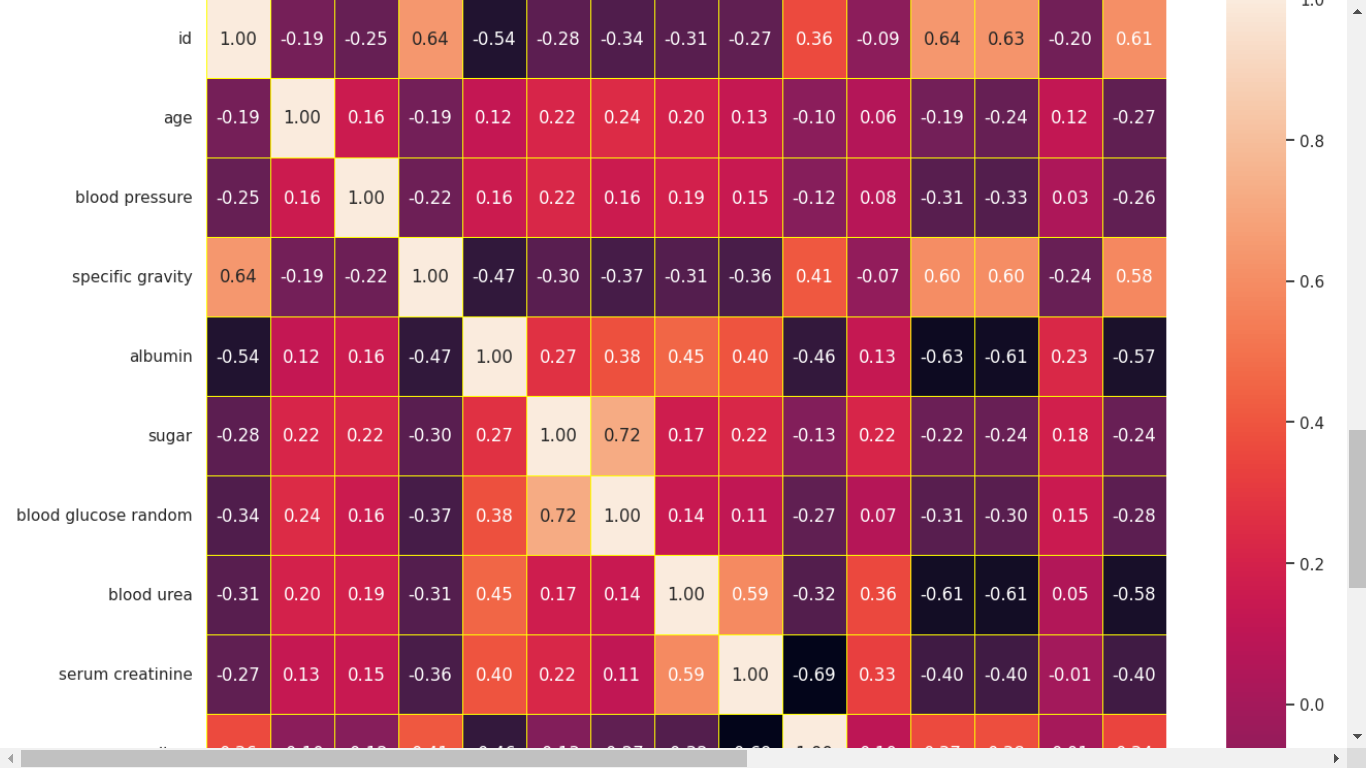 1.0
id 1.00 -0.19 -0.25 0.64 -0.54 -0.28 -0.34 -0.31 -0.27 0.36 -0.09 0.64 0.63 -0.20 0.61
age -0.19 1.00 0.16 -0.19 0.12 0.22 0.24 0.20 0.13 -0.10 0.06 -0.19 -0.24 0.12 -0.27
0.8
blood pressure -0.25 0.16 1.00 -0.22 0.16 0.22 0.16 0.19 0.15 -0.12 0.08 -0.31 -0.33 0.03 -0.26
specific gravity 0.64 -0.19 -0.22 1.00 -0.47 -0.30 -0.37 -0.31 -0.36 0.41 -0.07 0.60 0.60 -0.24 0.58
0.6
albumin -0.54 0.12 0.16 -0.47 1.00 0.27 0.38 0.45 0.40 -0.46 0.13 -0.63 -0.61 0.23 -0.57
0.4
sugar -0.28 0.22 0.22 -0.30 0.27 1.00 0.72 0.17 0.22 -0.13 0.22 -0.22 -0.24 0.18 -0.24
blood glucose random -0.34 0.24 0.16 -0.37 0.38 0.72 1.00 0.14 0.11 -0.27 0.07 -0.31 -0.30 0.15 -0.28
0.2
blood urea -0.31 0.20 0.19 -0.31 0.45 0.17 0.14 1.00 0.59 -0.32 0.36 -0.61 -0.61 0.05 -0.58
serum creatinine -0.27 0.13 0.15 -0.36 0.40 0.22 0.11 0.59 1.00 -0.69 0.33 -0.40 -0.40 -0.01 -0.40
0.0